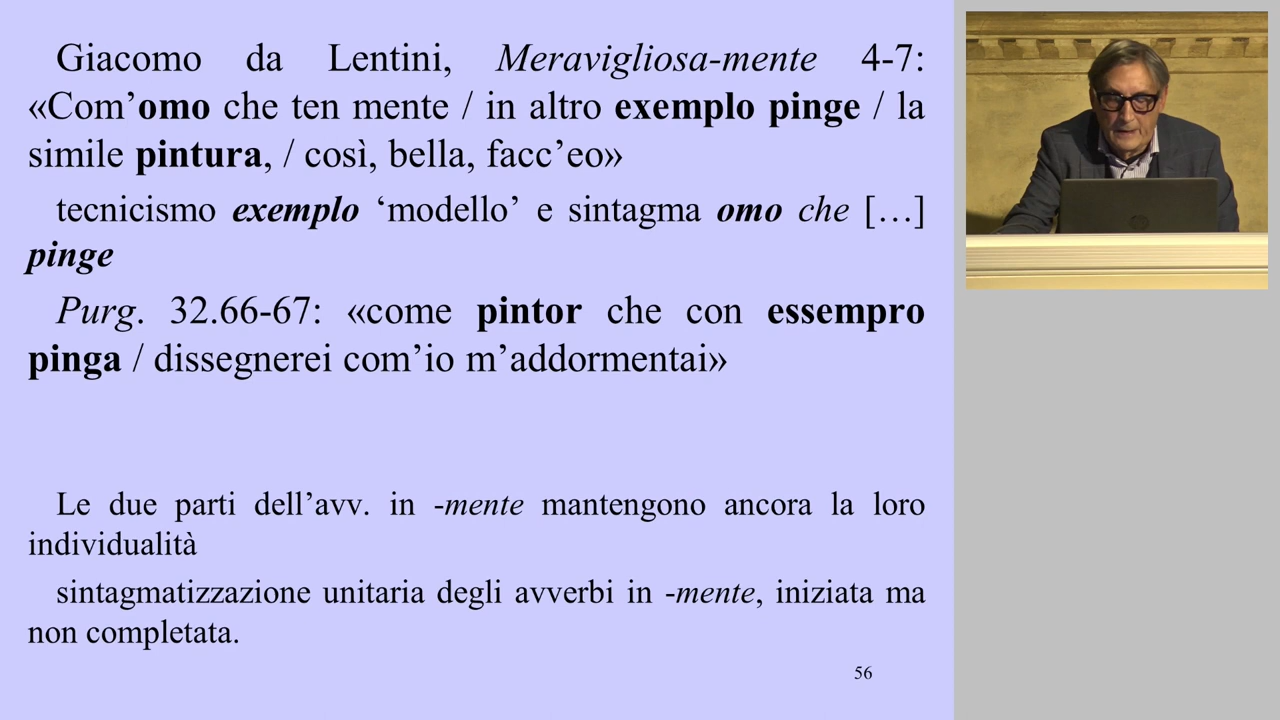 Giacomo da Lentini, Meravigliosa-mente 4-7:
«Com’omo che ten mente / in altro exemplo pinge / la
simile pintura, / così, bella, facc’eo»
tecnicismo exemplo ‘modello’ e sintagma omo che […]
pinge
Purg. 32.66-67: «come pintor che con essempro
pinga / dissegnerei com’io m’addormentai»
Le due parti dell’avv. in -mente mantengono ancora la loro
individualità
sintagmatizzazione unitaria degli avverbi in -mente, iniziata ma
non completata.
56